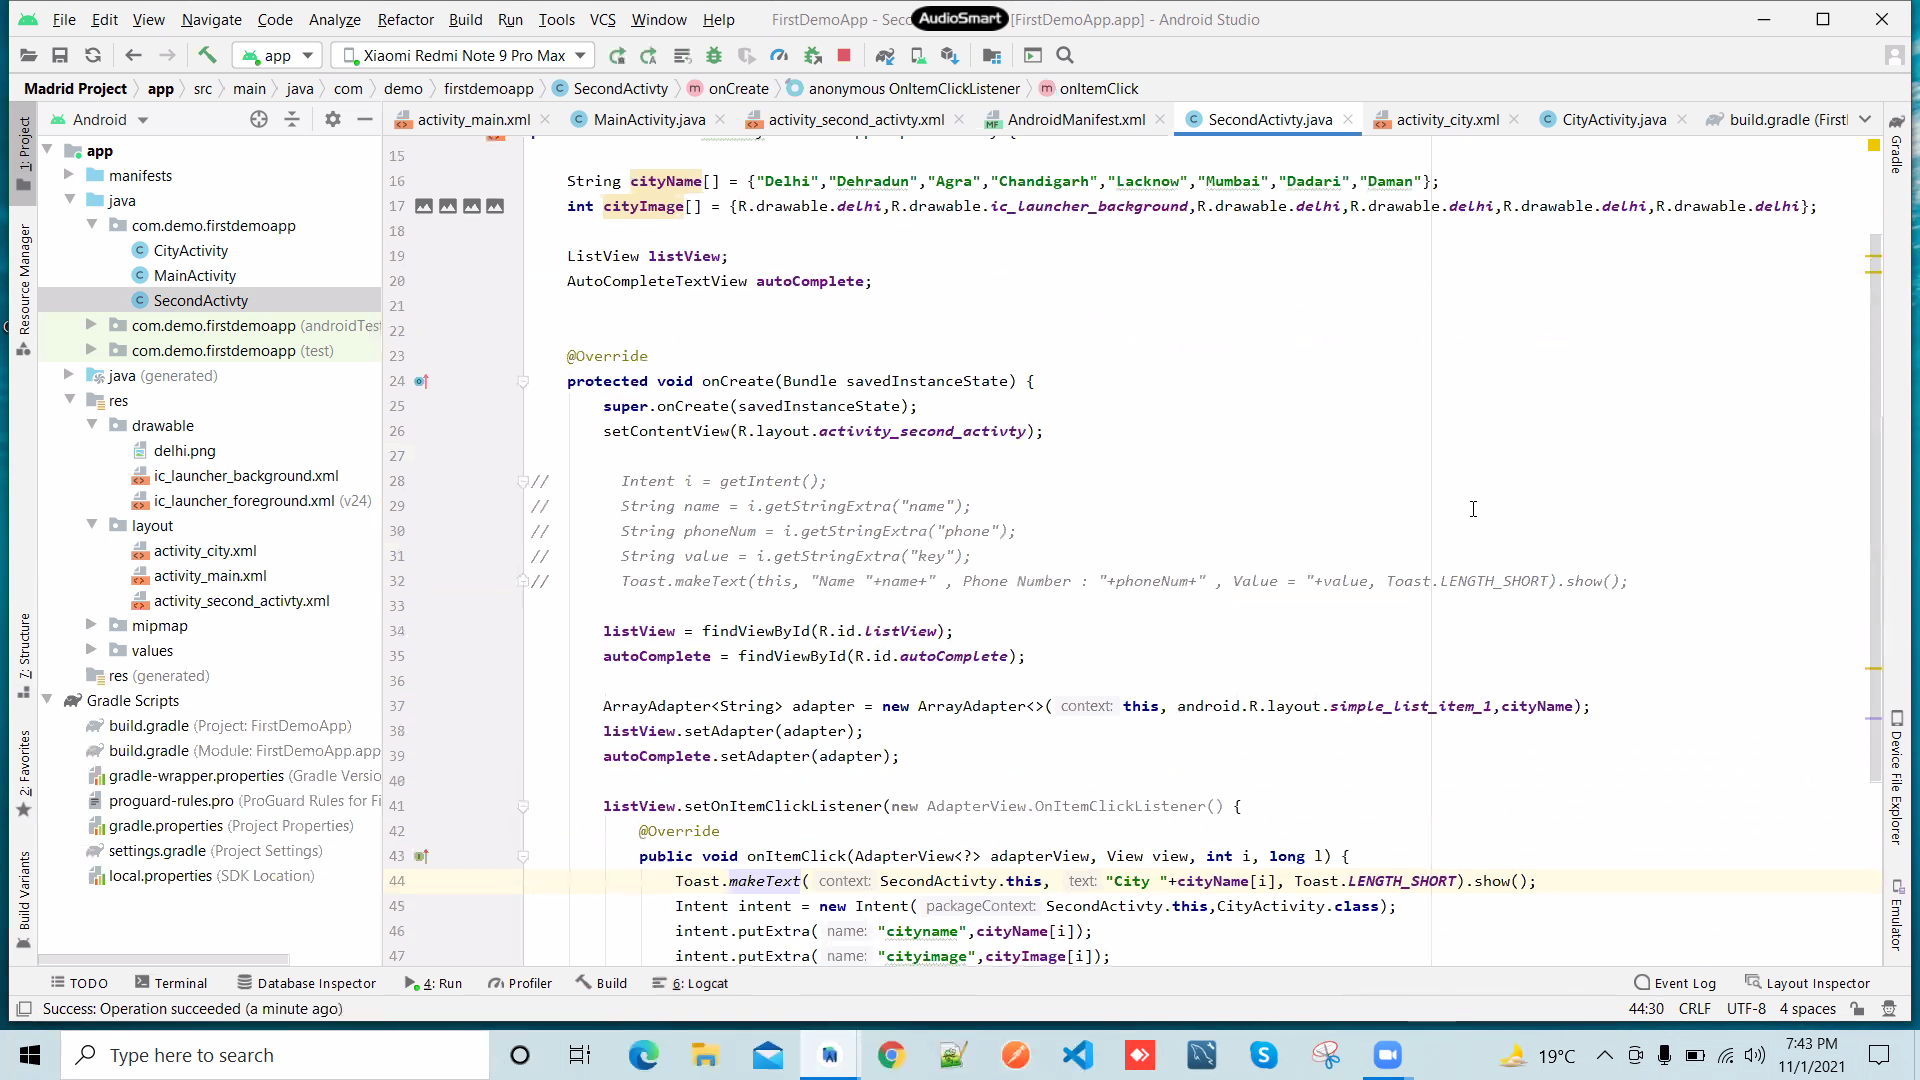 File Edit View Navigate Code Analyze Refactor Build Run Tools VCS Window Help FirstDemoApp - Sec AudioSmart [FirstDemoApp.app] - Android Studio
app Xiaomi Redmi Note 9 Pro Max
Madrid Project app src main java com demo firstdemoapp SecondActivty onCreate anonymous OnItemClickListener onItemClick
Android activity_main.xml MainActivity.java activity_second_activty.xml AndroidManifest.xml SecondActivty.java activity_city.xml CityActivity.java build.gradle (First
1: Project
Resource Manager
7: Structure
2: Favorites
Build Variants
app
manifests
java
com.demo.firstdemoapp
CityActivity
MainActivity
SecondActivty
com.demo.firstdemoapp (androidTest
com.demo.firstdemoapp (test)
java (generated)
res
drawable
delhi.png
ic_launcher_background.xml
ic_launcher_foreground.xml (v24)
layout
activity_city.xml
activity_main.xml
activity_second_activty.xml
mipmap
values
res (generated)
Gradle Scripts
build.gradle (Project: FirstDemoApp)
build.gradle (Module: FirstDemoApp.app
gradle-wrapper.properties (Gradle Versio
proguard-rules.pro (ProGuard Rules for Fi
gradle.properties (Project Properties)
settings.gradle (Project Settings)
local.properties (SDK Location)
15
16 String cityName[] = {"Delhi","Dehradun","Agra","Chandigarh","Lacknow","Mumbai","Dadari","Daman"};
17 int cityImage[] = {R.drawable.delhi,R.drawable.ic_launcher_background,R.drawable.delhi,R.drawable.delhi,R.drawable.delhi,R.drawable.delhi};
18
19 ListView listView;
20 AutoCompleteTextView autoComplete;
21
22
23 @Override
24 protected void onCreate(Bundle savedInstanceState) {
25 super.onCreate(savedInstanceState);
26 setContentView(R.layout.activity_second_activty);
27
28 // Intent i = getIntent();
29 // String name = i.getStringExtra("name");
30 // String phoneNum = i.getStringExtra("phone");
31 // String value = i.getStringExtra("key");
32 // Toast.makeText(this, "Name "+name+" , Phone Number : "+phoneNum+" , Value = "+value, Toast.LENGTH_SHORT).show();
33
34 listView = findViewById(R.id.listView);
35 autoComplete = findViewById(R.id.autoComplete);
36
37 ArrayAdapter<String> adapter = new ArrayAdapter<>( context: this, android.R.layout.simple_list_item_1,cityName);
38 listView.setAdapter(adapter);
39 autoComplete.setAdapter(adapter);
40
41 listView.setOnItemClickListener(new AdapterView.OnItemClickListener() {
42 @Override
43 public void onItemClick(AdapterView<?> adapterView, View view, int i, long l) {
44 Toast.makeText( context: SecondActivty.this, text: "City "+cityName[i], Toast.LENGTH_SHORT).show();
45 Intent intent = new Intent( packageContext: SecondActivty.this,CityActivity.class);
46 intent.putExtra( name: "cityname",cityName[i]);
47 intent.putExtra( name: "cityimage",cityImage[i]);
Gradle
Device File Explorer
Emulator
TODO Terminal Database Inspector 4: Run Profiler Build 6: Logcat Event Log Layout Inspector
Success: Operation succeeded (a minute ago) 44:30 CRLF UTF-8 4 spaces
Type here to search 19°C 7:43 PM
11/1/2021